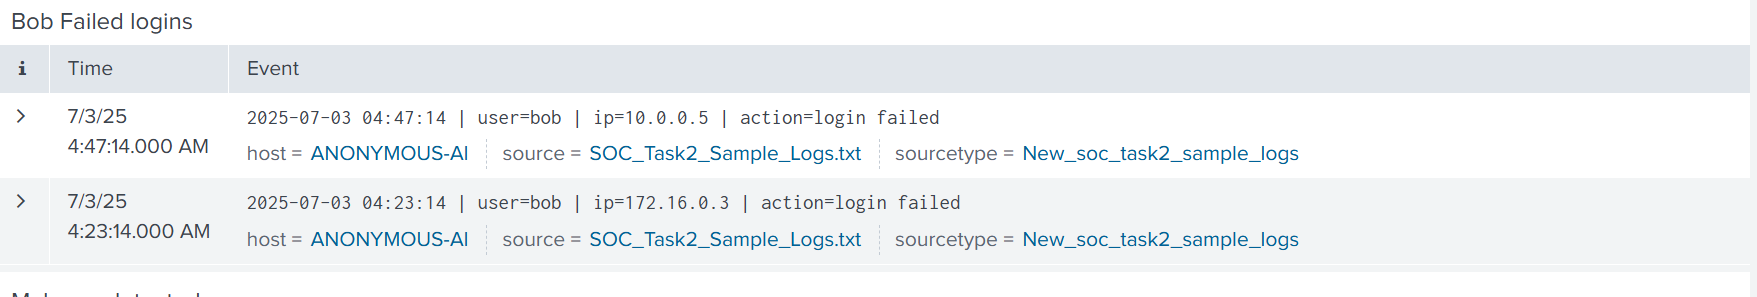 Bob Failed logins
i Time Event
7/3/25
4:47:14.000 AM
2025-07-03 04:47:14 | user=bob | ip=10.0.0.5 | action=login failed
host = ANONYMOUS-AI source = SOC_Task2_Sample_Logs.txt sourcetype = New_soc_task2_sample_logs
7/3/25
4:23:14.000 AM
2025-07-03 04:23:14 | user=bob | ip=172.16.0.3 | action=login failed
host = ANONYMOUS-AI source = SOC_Task2_Sample_Logs.txt sourcetype = New_soc_task2_sample_logs